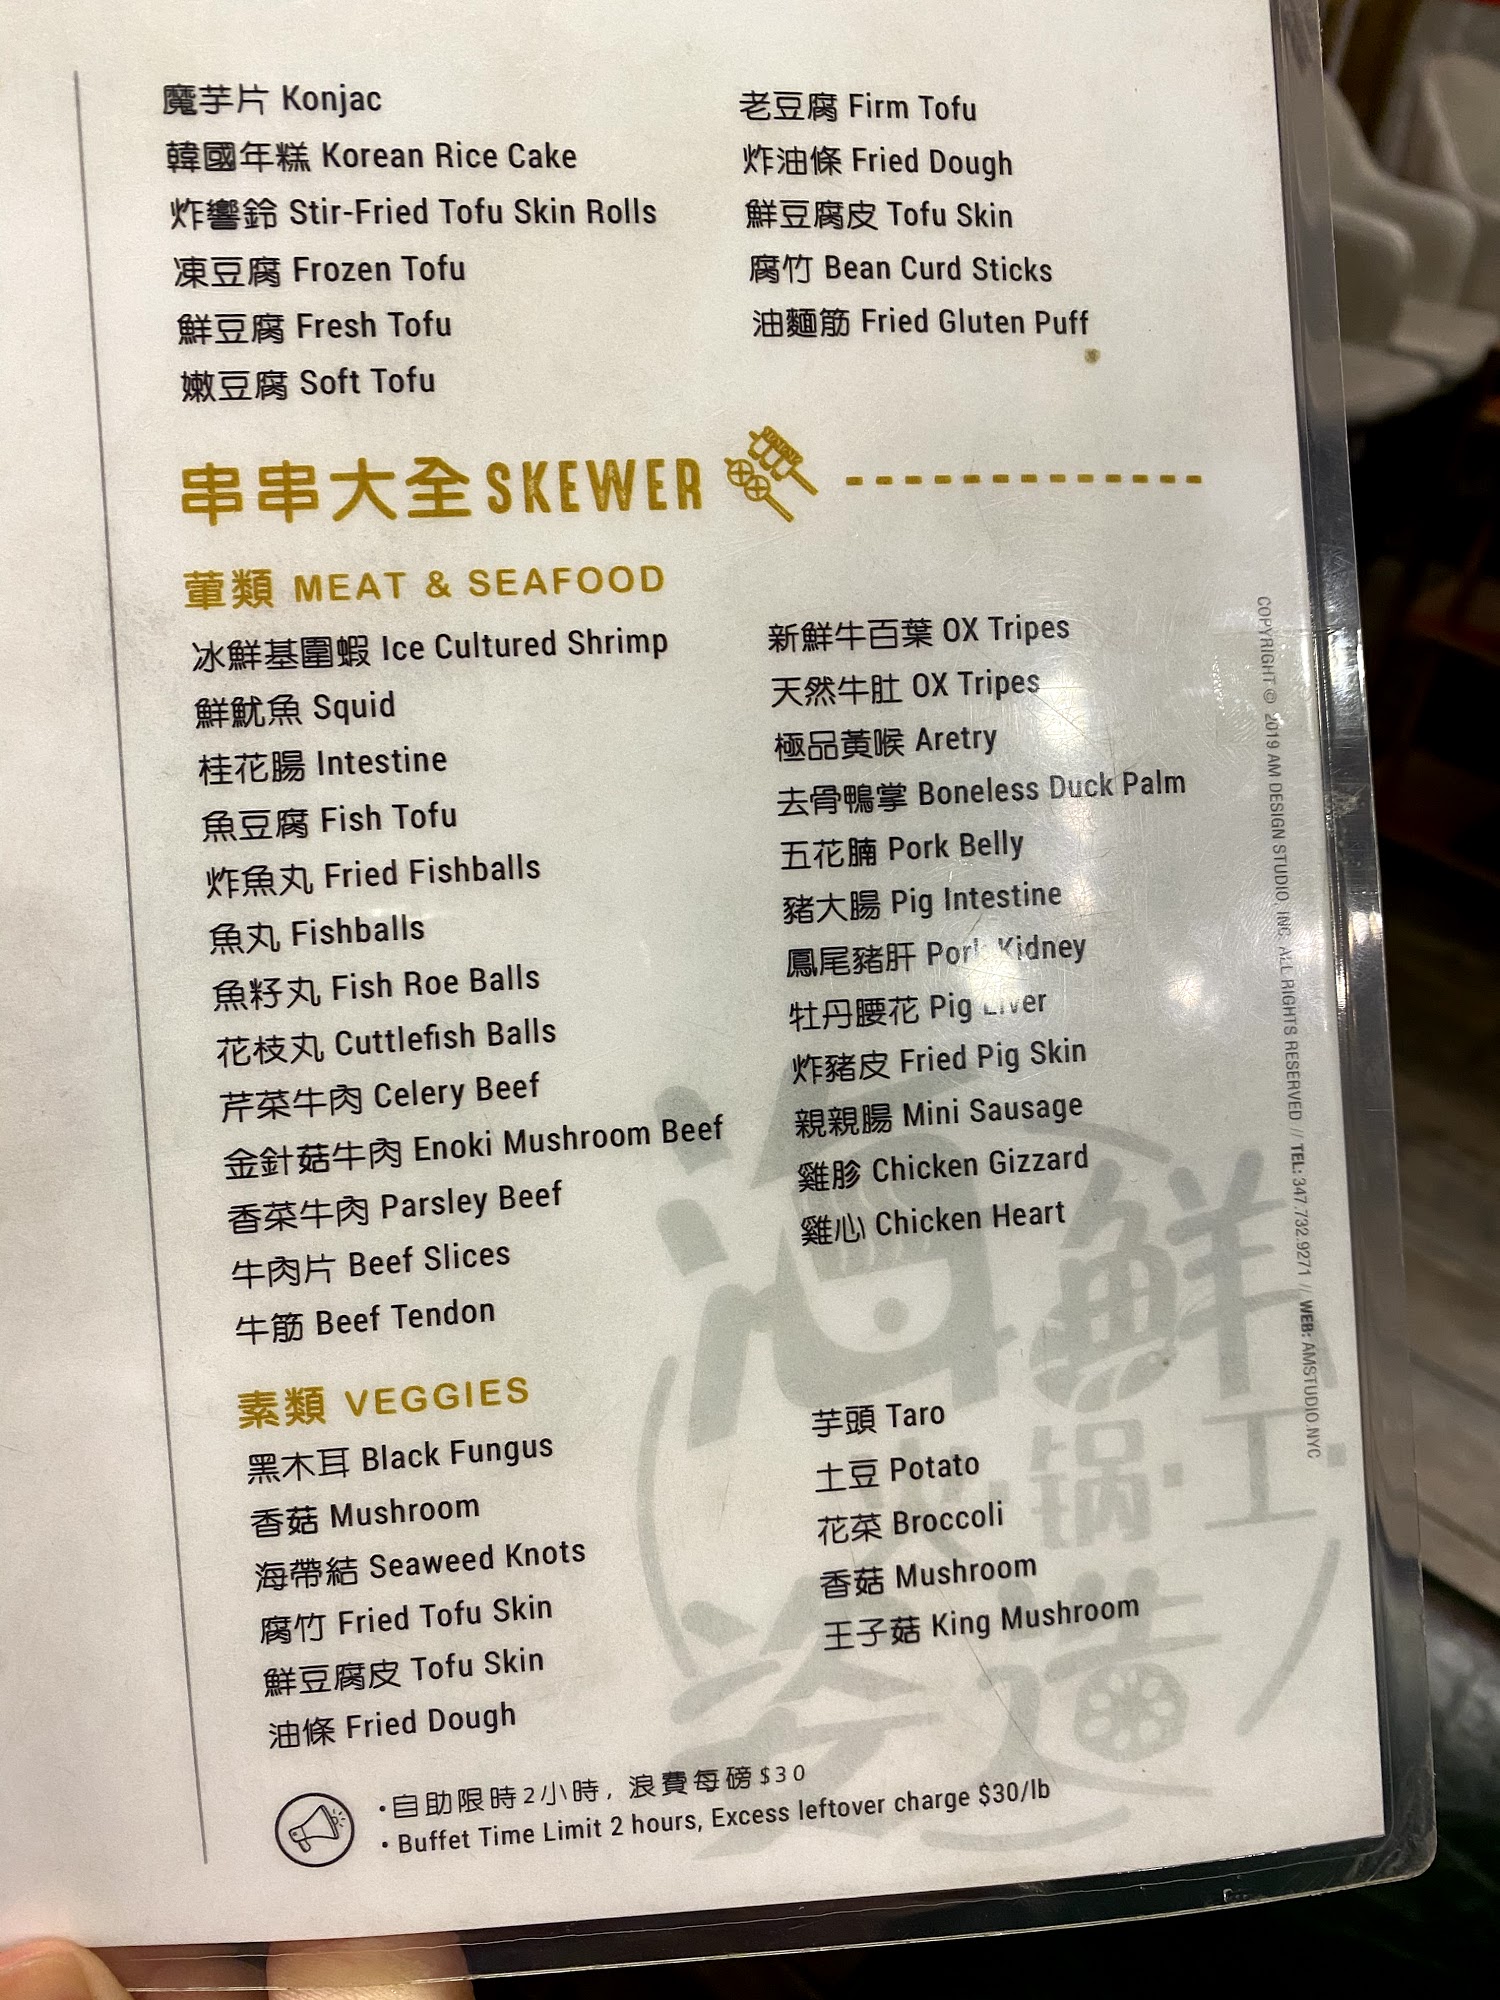 魔芋片 Konjac
韓國年糕 Korean Rice Cake
炸響鈴 Stir-Fried Tofu Skin Rolls
凍豆腐 Frozen Tofu
鮮豆腐 Fresh Tofu
嫩豆腐 Soft Tofu
老豆腐 Firm Tofu
炸油條 Fried Dough
鮮豆腐皮 Tofu Skin
腐竹 Bean Curd Sticks
油麵筋 Fried Gluten Puff
串串大全 SKEWER
葷類 MEAT & SEAFOOD
冰鮮基圍蝦 Ice Cultured Shrimp
鮮魷魚 Squid
桂花腸 Intestine
魚豆腐 Fish Tofu
炸魚丸 Fried Fishballs
魚丸 Fishballs
魚籽丸 Fish Roe Balls
花枝丸 Cuttlefish Balls
芹菜牛肉 Celery Beef
金針菇牛肉 Enoki Mushroom Beef
香菜牛肉 Parsley Beef
牛肉片 Beef Slices
牛筋 Beef Tendon
新鮮牛百葉 OX Tripes
天然牛肚 OX Tripes
極品黃喉 Aretry
去骨鴨掌 Boneless Duck Palm
五花腩 Pork Belly
豬大腸 Pig Intestine
鳳尾豬肝 Pork Kidney
牡丹腰花 Pig Liver
炸豬皮 Fried Pig Skin
親親腸 Mini Sausage
雞胗 Chicken Gizzard
雞心 Chicken Heart
素類 VEGGIES
黑木耳 Black Fungus
香菇 Mushroom
海帶結 Seaweed Knots
腐竹 Fried Tofu Skin
鮮豆腐皮 Tofu Skin
油條 Fried Dough
芋頭 Taro
土豆 Potato
花菜 Broccoli
香菇 Mushroom
王子菇 King Mushroom
•自助限時2小時, 浪費每磅$30
• Buffet Time Limit 2 hours, Excess leftover charge $30/lb
海鮮
火锅·工
造
COPYRIGHT © 2019 AM DESIGN STUDIO, INC. ALL RIGHTS RESERVED // TEL: 347.732.9271 // WEB: AMSTUDIO.NYC